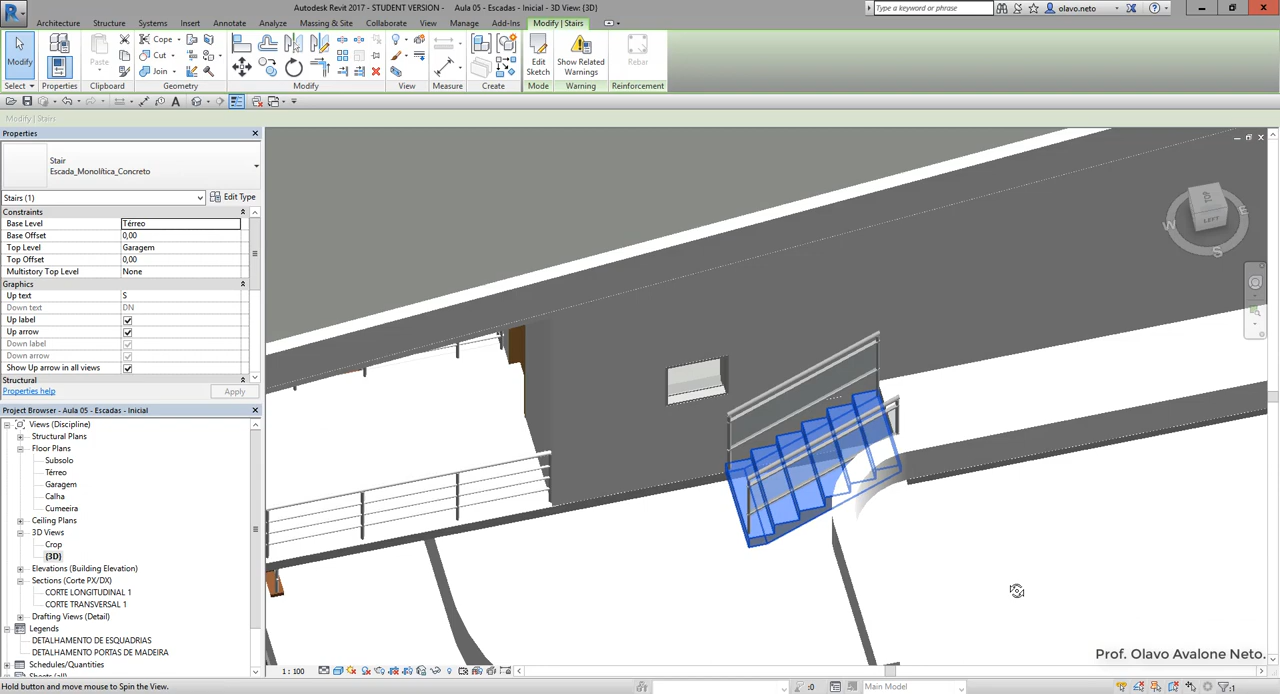 Autodesk Revit 2017 - STUDENT VERSION - Aula 05 - Escadas - Inicial - 3D View: {3D}
Type a keyword or phrase
olavo.neto
Architecture Structure Systems Insert Annotate Analyze Massing & Site Collaborate View Manage Add-Ins Modify | Stairs
Modify
Paste
Cope
Cut
Join
Edit
Sketch
Show Related
Warnings
Rebar
Select Properties Clipboard Geometry Modify View Measure Create Mode Warning Reinforcement
Modify | Stairs
Properties
Stair
Escada_Monolítica_Concreto
Stairs (1)
Edit Type
Constraints
Base Level Térreo
Base Offset 0,00
Top Level Garagem
Top Offset 0,00
Multistory Top Level None
Graphics
Up text S
Down text DN
Up label
Up arrow
Down label
Down arrow
Show Up arrow in all views
Structural
Properties help
Apply
Project Browser - Aula 05 - Escadas - Inicial
Views (Discipline)
Structural Plans
Floor Plans
Subsolo
Térreo
Garagem
Calha
Cumeeira
Ceiling Plans
3D Views
Crop
{3D}
Elevations (Building Elevation)
Sections (Corte PX/DX)
CORTE LONGITUDINAL 1
CORTE TRANSVERSAL 1
Drafting Views (Detail)
Legends
DETALHAMENTO DE ESQUADRIAS
DETALHAMENTO PORTAS DE MADEIRA
Schedules/Quantities
TOP
LEFT
W
S
Prof. Olavo Avalone Neto.
1 : 100
Hold button and move mouse to Spin the View.
:0
Main Model
:1